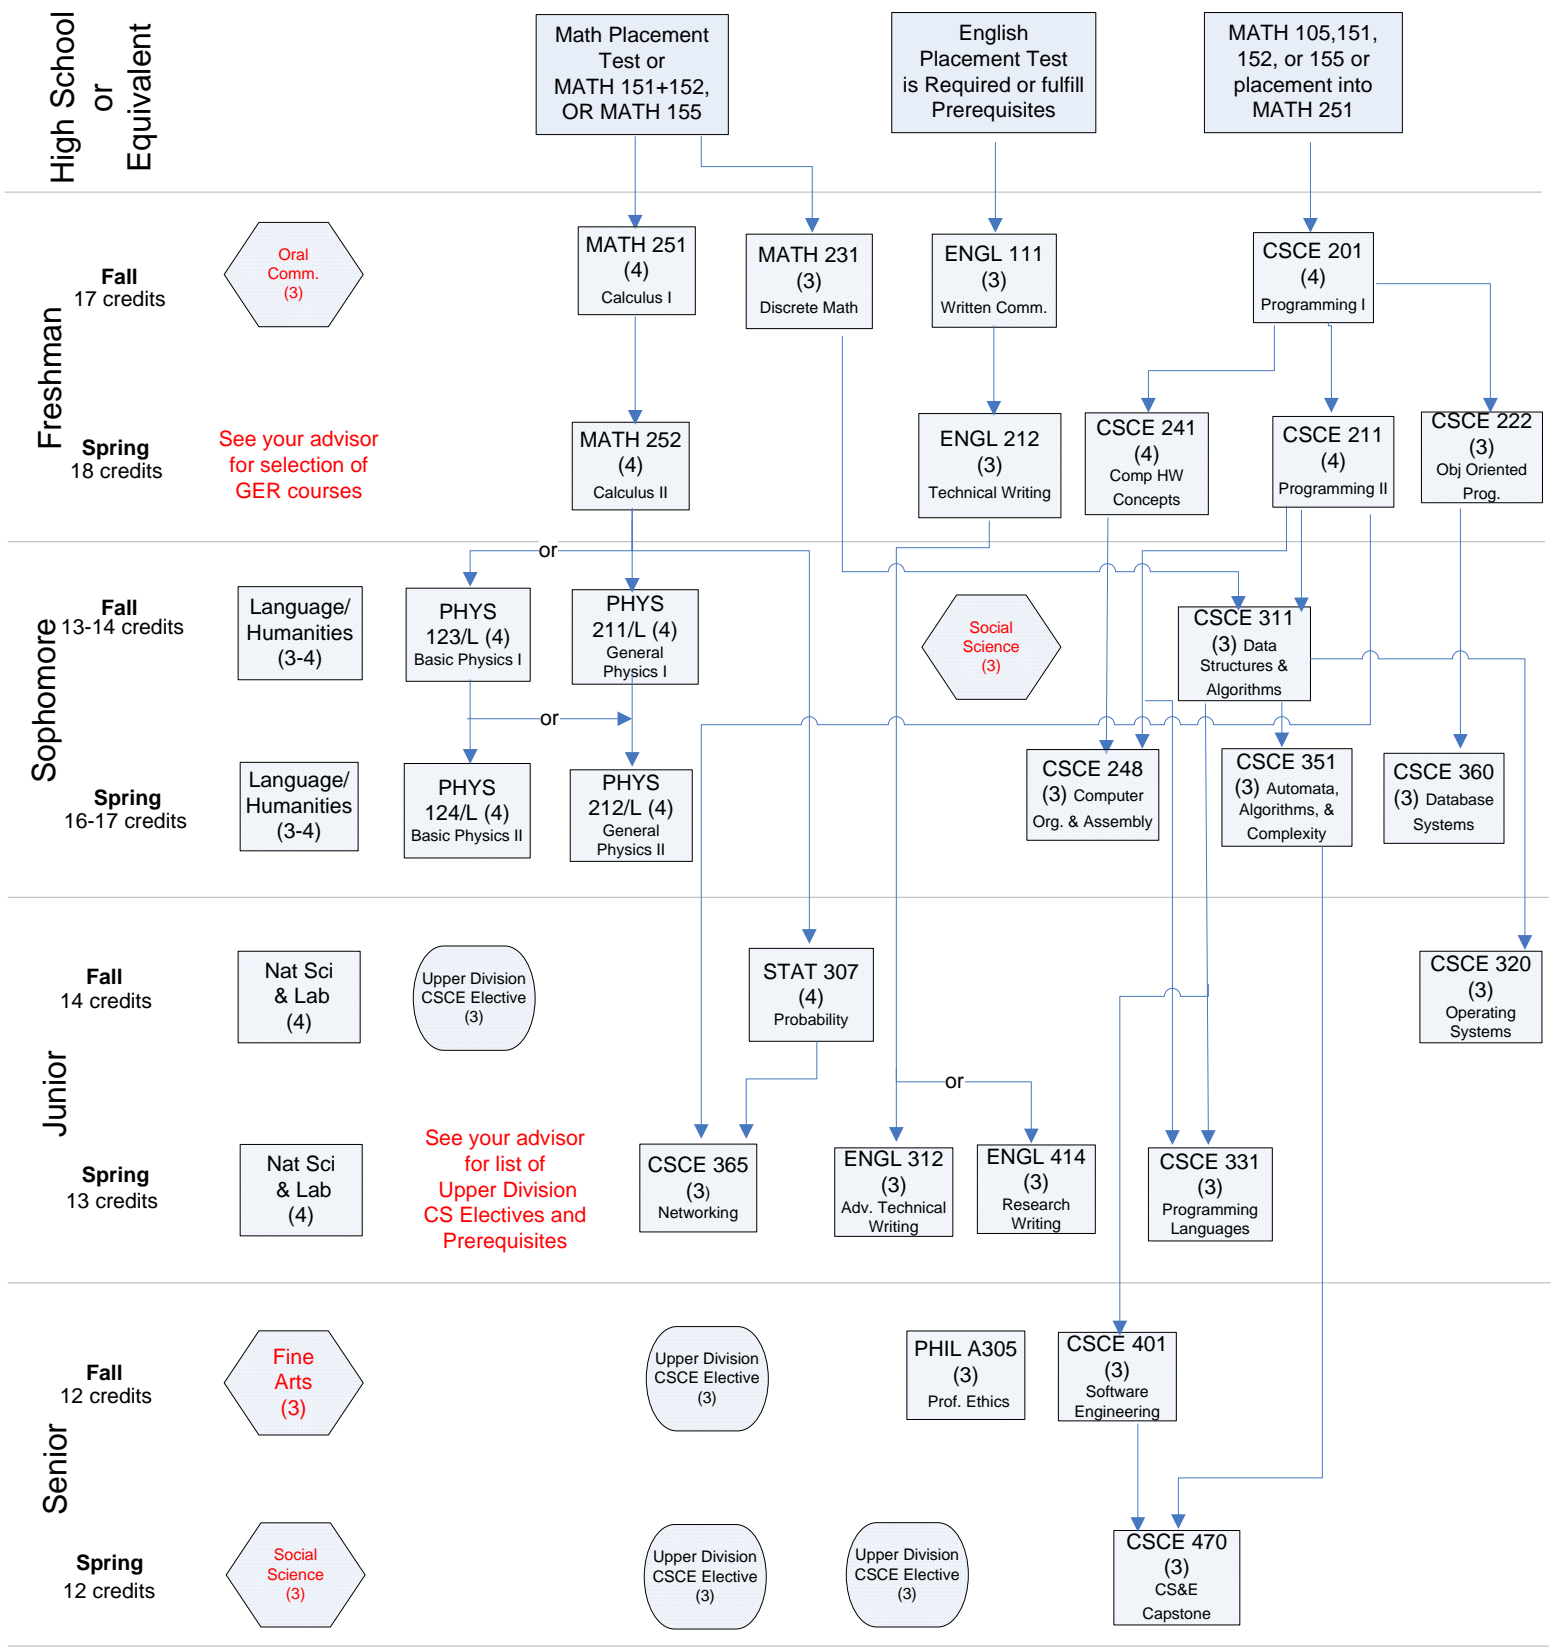 High School
or
Equivalent
Math Placement
Test or
MATH 151+152,
OR MATH 155
English
Placement Test
is Required or fulfill
Prerequisites
MATH 105,151,
152, or 155 or
placement into
MATH 251
Freshman
Fall
17 credits
Oral
Comm.
(3)
MATH 251
(4)
Calculus I
MATH 231
(3)
Discrete Math
ENGL 111
(3)
Written Comm.
CSCE 201
(4)
Programming I
Spring
18 credits
See your advisor
for selection of
GER courses
MATH 252
(4)
Calculus II
ENGL 212
(3)
Technical Writing
CSCE 241
(4)
Comp HW
Concepts
CSCE 211
(4)
Programming II
CSCE 222
(3)
Obj Oriented
Prog.
or
Sophomore
Fall
13-14 credits
Language/
Humanities
(3-4)
PHYS
123/L (4)
Basic Physics I
PHYS
211/L (4)
General
Physics I
Social
Science
(3)
CSCE 311
(3) Data
Structures &
Algorithms
or
Spring
16-17 credits
Language/
Humanities
(3-4)
PHYS
124/L (4)
Basic Physics II
PHYS
212/L (4)
General
Physics II
CSCE 248
(3) Computer
Org. & Assembly
CSCE 351
(3) Automata,
Algorithms, &
Complexity
CSCE 360
(3) Database
Systems
Junior
Fall
14 credits
Nat Sci
& Lab
(4)
Upper Division
CSCE Elective
(3)
STAT 307
(4)
Probability
CSCE 320
(3)
Operating
Systems
or
Spring
13 credits
Nat Sci
& Lab
(4)
See your advisor
for list of
Upper Division
CS Electives and
Prerequisites
CSCE 365
(3)
Networking
ENGL 312
(3)
Adv. Technical
Writing
ENGL 414
(3)
Research
Writing
CSCE 331
(3)
Programming
Languages
Senior
Fall
12 credits
Fine
Arts
(3)
Upper Division
CSCE Elective
(3)
PHIL A305
(3)
Prof. Ethics
CSCE 401
(3)
Software
Engineering
Spring
12 credits
Social
Science
(3)
Upper Division
CSCE Elective
(3)
Upper Division
CSCE Elective
(3)
CSCE 470
(3)
CS&E
Capstone